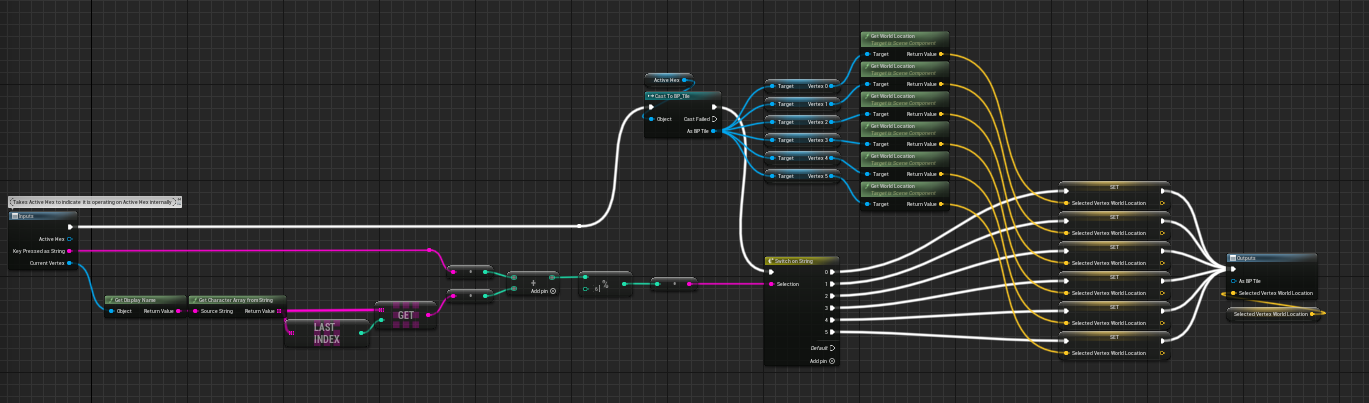 Takes Active Hex to indicate it is operating on Active Hex internally
Inputs
Active Hex
Key Pressed as String
Current Vertex
Get Display Name
Object Return Value
Get Character Array from String
Source String Return Value
LAST
INDEX
GET
+
Add pin
%
6
Active Hex
Cast To BP_Tile
Object Cast Failed
As BP Tile
Target Vertex 0
Target Vertex 1
Target Vertex 2
Target Vertex 3
Target Vertex 4
Target Vertex 5
Get World Location
Target is Scene Component
Target Return Value
Get World Location
Target is Scene Component
Target Return Value
Get World Location
Target is Scene Component
Target Return Value
Get World Location
Target is Scene Component
Target Return Value
Get World Location
Target is Scene Component
Target Return Value
Get World Location
Target is Scene Component
Target Return Value
Switch on String
0
Selection 1
2
3
4
5
Default
Add pin
SET
Selected Vertex World Location
SET
Selected Vertex World Location
SET
Selected Vertex World Location
SET
Selected Vertex World Location
SET
Selected Vertex World Location
SET
Selected Vertex World Location
Outputs
As BP Tile
Selected Vertex World Location
Selected Vertex World Location